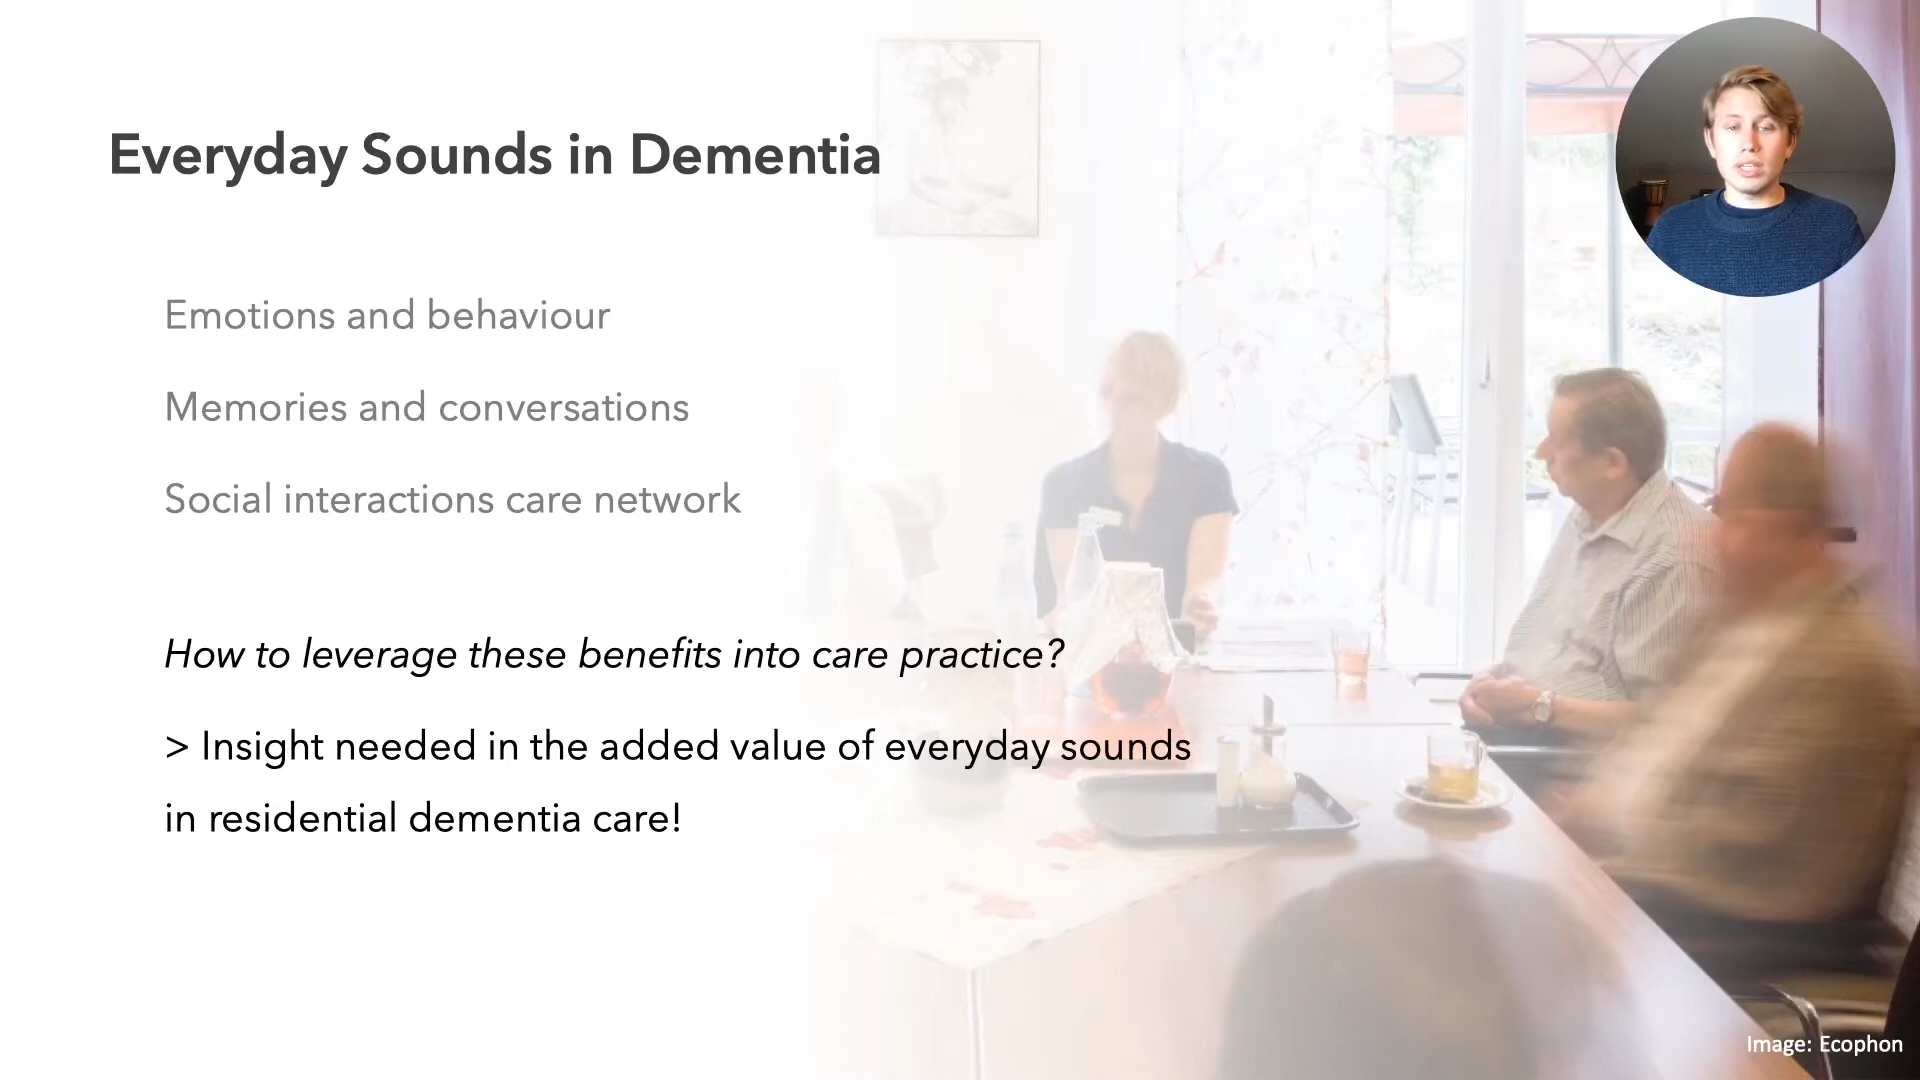 Everyday Sounds in Dementia
Emotions and behaviour
Memories and conversations
Social interactions care network
How to leverage these benefits into care practice?
> Insight needed in the added value of everyday sounds
in residential dementia care!
Image: Ecophon